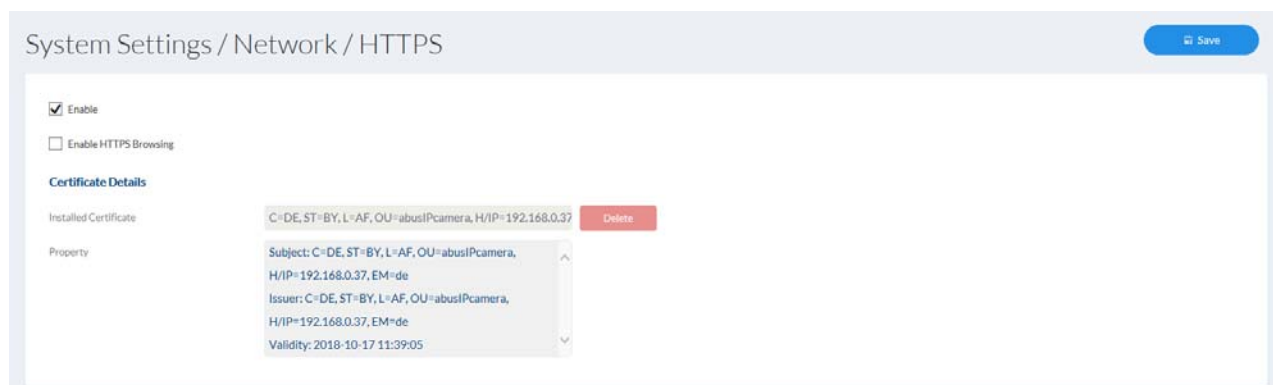 System Settings / Network / HTTPS
Save
Enable
Enable HTTPS Browsing
Certificate Details
Installed Certificate
C=DE, ST=BY, L=AF, OU=abusIPcamera, H/IP=192.168.0.37
Delete
Property
Subject: C=DE, ST=BY, L=AF, OU=abusIPcamera,
H/IP=192.168.0.37, EM=de
Issuer: C=DE, ST=BY, L=AF, OU=abusIPcamera,
H/IP=192.168.0.37, EM=de
Validity: 2018-10-17 11:39:05